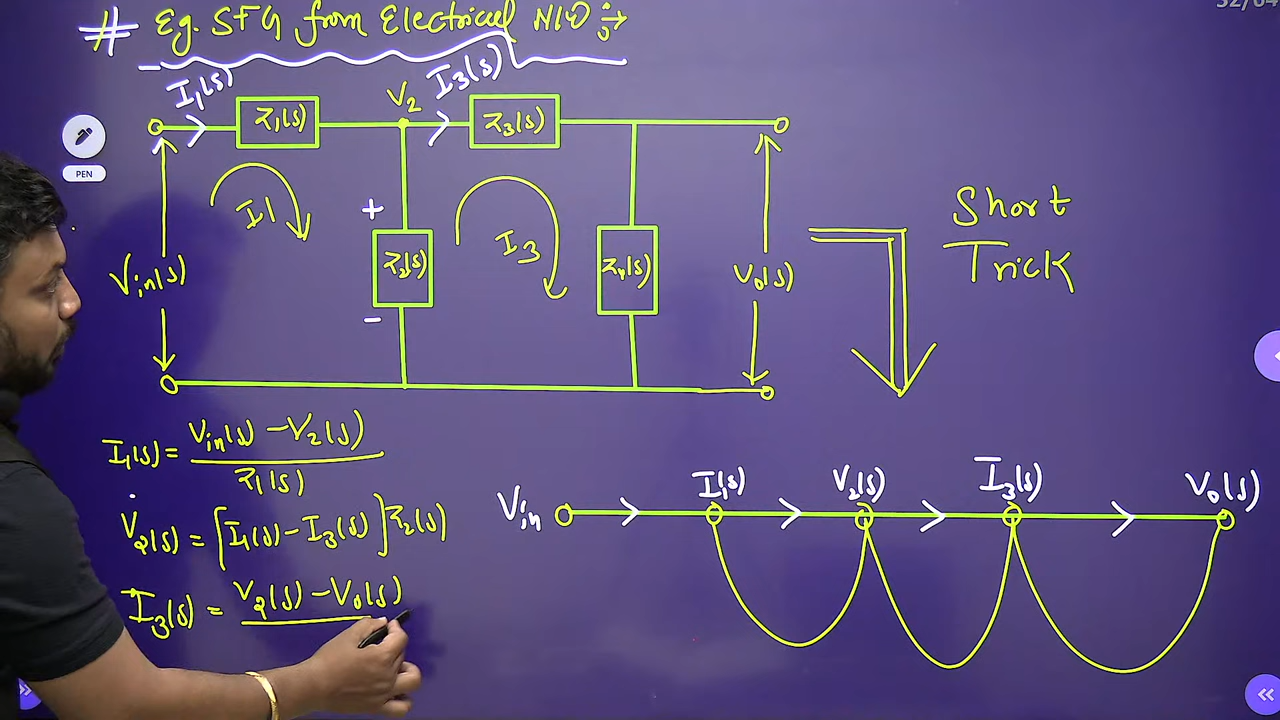 # Eg. SFG from Electrical N/W :→
I1(s)
Z1(s)
V2
I3(s)
Z3(s)
PEN
I1
+
Z2(s)
-
I3
Z4(s)
Vin(s)
V0(s)
Short
Trick
I1(s) = Vin(s) - V2(s)
Z1(s)
V2(s) = [I1(s) - I3(s)] Z2(s)
I3(s) = V2(s) - V0(s)
Vin
I1(s)
V2(s)
I3(s)
V0(s)